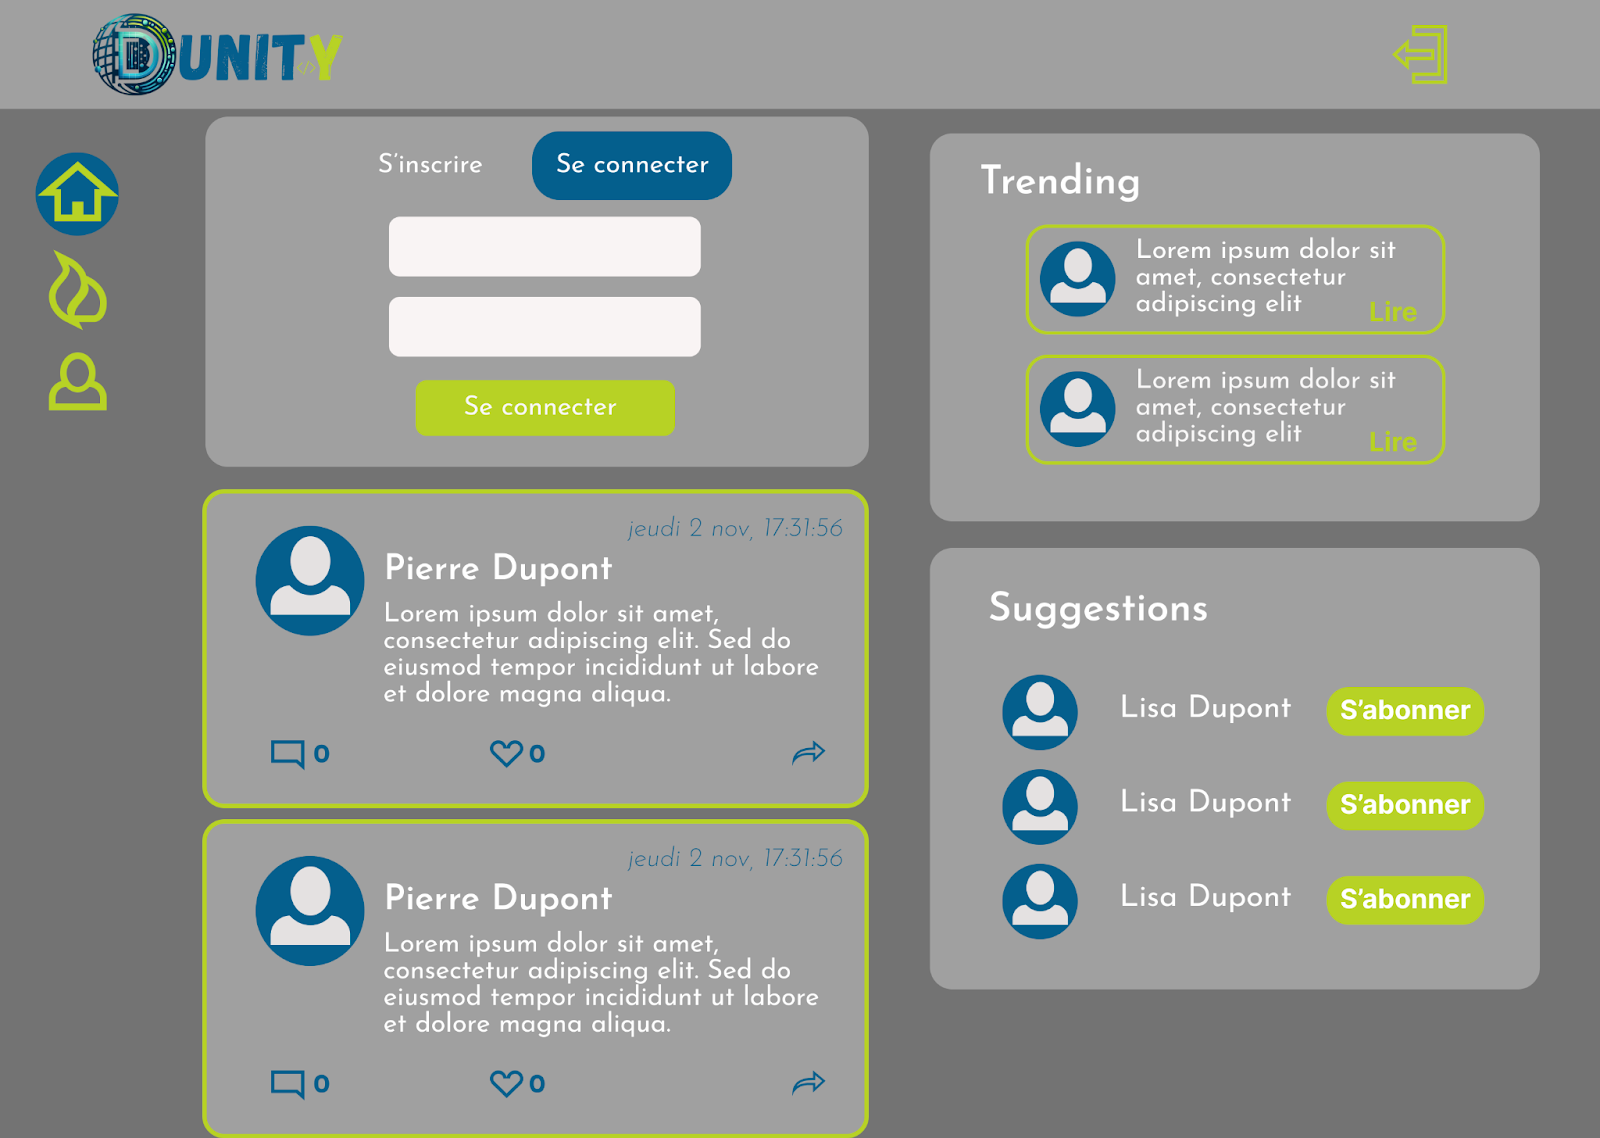 DUNITY
S'inscrire
Se connecter
Se connecter
jeudi 2 nov, 17:31:56
Pierre Dupont
Lorem ipsum dolor sit amet,
consectetur adipiscing elit. Sed do
eiusmod tempor incididunt ut labore
et dolore magna aliqua.
0
0
jeudi 2 nov, 17:31:56
Pierre Dupont
Lorem ipsum dolor sit amet,
consectetur adipiscing elit. Sed do
eiusmod tempor incididunt ut labore
et dolore magna aliqua.
0
0
Trending
Lorem ipsum dolor sit
amet, consectetur
adipiscing elit
Lire
Lorem ipsum dolor sit
amet, consectetur
adipiscing elit
Lire
Suggestions
Lisa Dupont S'abonner
Lisa Dupont S'abonner
Lisa Dupont S'abonner